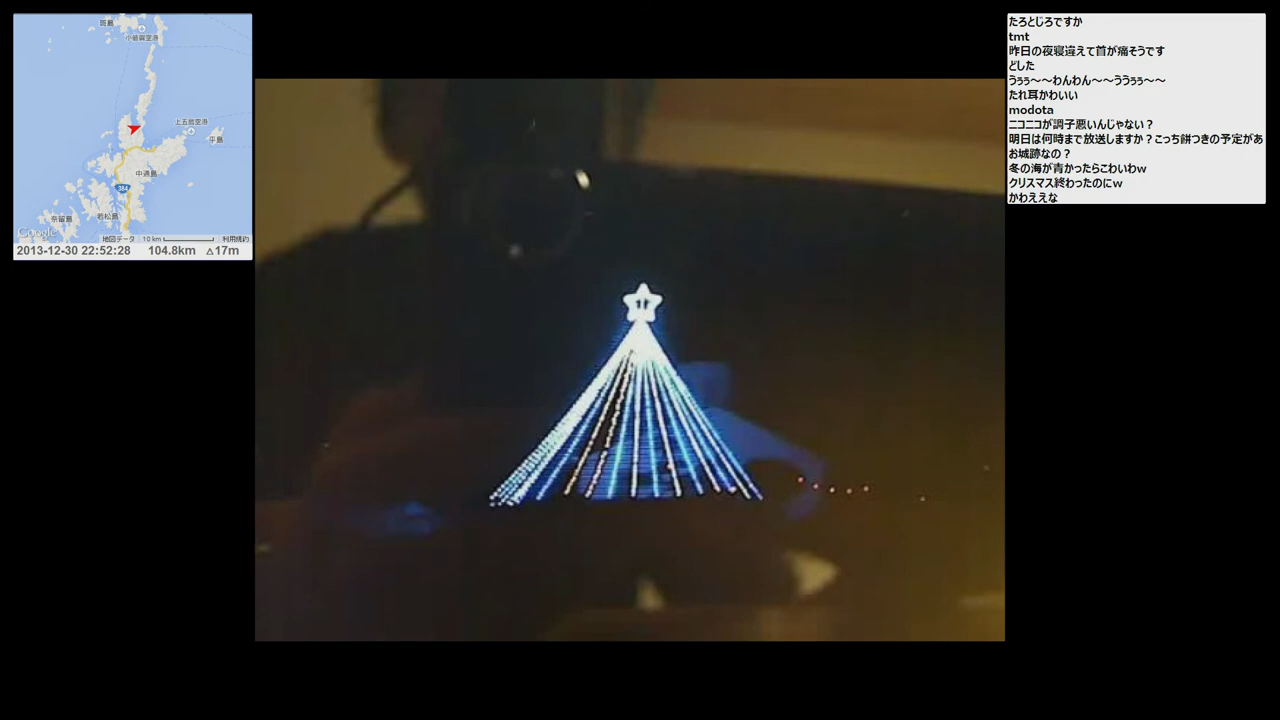 斑島
小値賀空港
上五島空港
平島
中通島
384
若松島
奈留島
Google
地図データ 10 km 利用規約
2013-12-30 22:52:28 104.8km △17m
たろとじろですか
tmt
昨日の夜寝違えて首が痛そうです
どした
うぅぅ～～わんわん～～ううぅぅ～～
たれ耳かわいい
modota
ニコニコが調子悪いんじゃない？
明日は何時まで放送しますか？こっち餅つきの予定があ
お城跡なの？
冬の海が青かったらこわいわw
クリスマス終わったのにw
かわええな